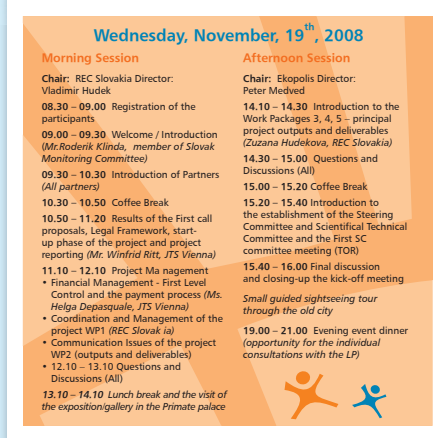 Wednesday, November, 19th, 2008
Morning Session
Chair: REC Slovakia Director:
Vladimir Hudek
08.30 – 09.00 Registration of the
participants
09.00 – 09.30 Welcome / Introduction
(Mr.Roderik Klinda, member of Slovak
Monitoring Committee)
09.30 – 10.30 Introduction of Partners
(All partners)
10.30 – 10.50 Coffee Break
10.50 – 11.20 Results of the First call
proposals, Legal Framework, start-
up phase of the project and project
reporting (Mr. Winfrid Ritt, JTS Vienna)
11.10 – 12.10 Project Ma nagement
• Financial Management - First Level
Control and the payment process (Ms.
Helga Depasquale, JTS Vienna)
• Coordination and Management of the
project WP1 (REC Slovak ia)
• Communication Issues of the project
WP2 (outputs and deliverables)
• 12.10 – 13.10 Questions and
Discussions (All)
13.10 – 14.10 Lunch break and the visit of
the exposition/gallery in the Primate palace
Afternoon Session
Chair: Ekopolis Director:
Peter Medved
14.10 – 14.30 Introduction to the
Work Packages 3, 4, 5 – principal
project outputs and deliverables
(Zuzana Hudekova, REC Slovakia)
14.30 – 15.00 Questions and
Discussions (All)
15.00 – 15.20 Coffee Break
15.20 – 15.40 Introduction to
the establishment of the Steering
Committee and Scientifical Technical
Committee and the First SC
committee meeting (TOR)
15.40 – 16.00 Final discussion
and closing-up the kick-off meeting
Small guided sightseeing tour
through the old city
19.00 – 21.00 Evening event dinner
(opportunity for the individual
consultations with the LP)